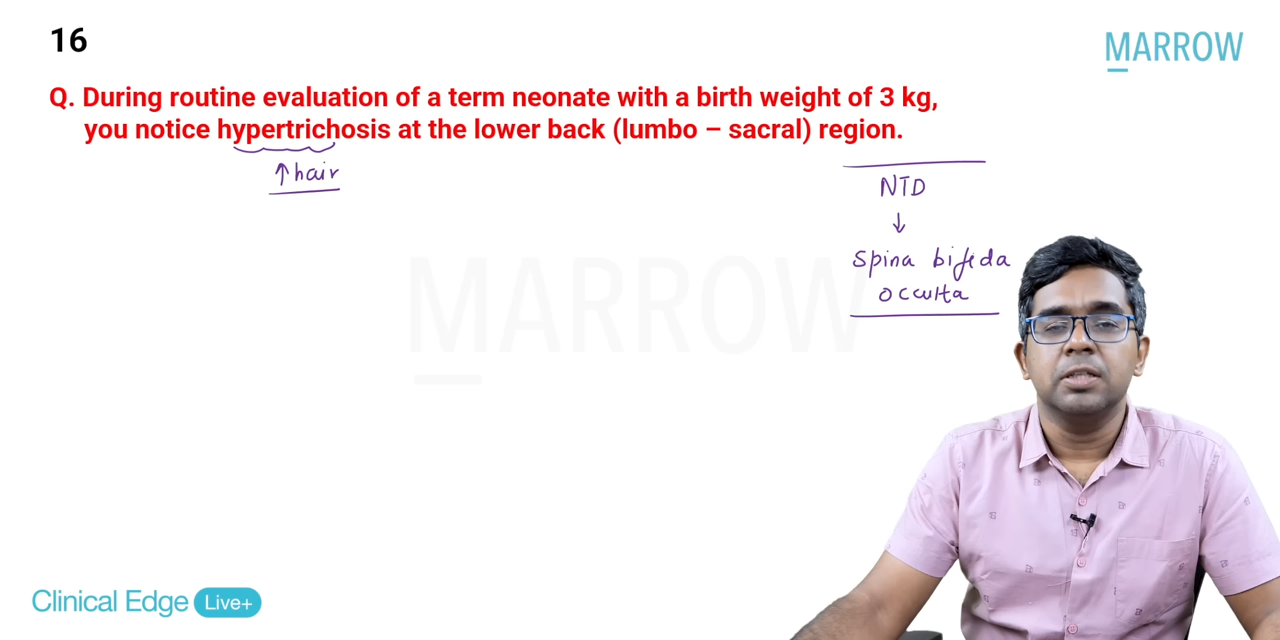 16
MARROW
Q. During routine evaluation of a term neonate with a birth weight of 3 kg,
you notice hypertrichosis at the lower back (lumbo – sacral) region.
↑hair
NTD
↓
Spina bifida
occulta
MARROW
Clinical Edge Live+